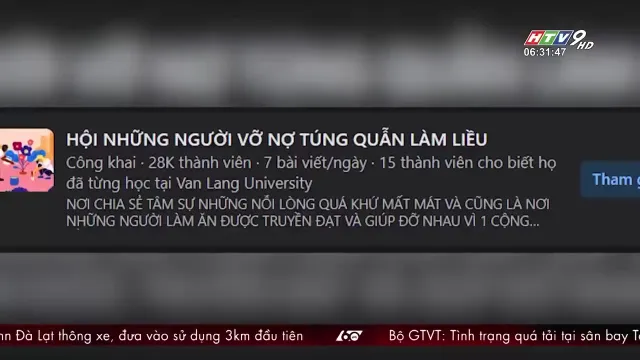 HTV9 HD
06:31:47
HỘI NHỮNG NGƯỜI VỠ NỢ TÚNG QUẪN LÀM LIỀU
Công khai · 28K thành viên · 7 bài viết/ngày · 15 thành viên cho biết họ
đã từng học tại Van Lang University
NƠI CHIA SẺ TÂM SỰ NHỮNG NỖI LÒNG QUÁ KHỨ MẤT MÁT VÀ CŨNG LÀ NƠI
NHỮNG NGƯỜI LÀM ĂN ĐƯỢC TRUYỀN ĐẠT VÀ GIÚP ĐỠ NHAU VÌ 1 CỘNG...
Tham g
Đà Lạt thông xe, đưa vào sử dụng 3km đầu tiên
60
Bộ GTVT: Tình trạng quá tải tại sân bay